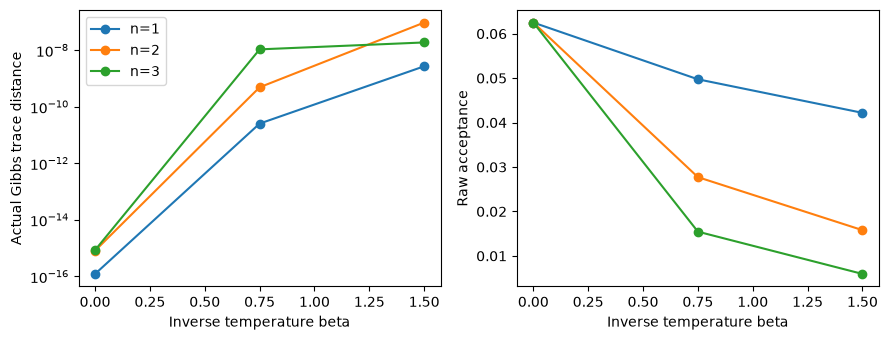 Actual Gibbs trace distance
10⁻⁸
10⁻¹⁰
10⁻¹²
10⁻¹⁴
10⁻¹⁶
n=1
n=2
n=3
0.00 0.25 0.50 0.75 1.00 1.25 1.50
Inverse temperature beta
Raw acceptance
0.06
0.05
0.04
0.03
0.02
0.01
0.00 0.25 0.50 0.75 1.00 1.25 1.50
Inverse temperature beta